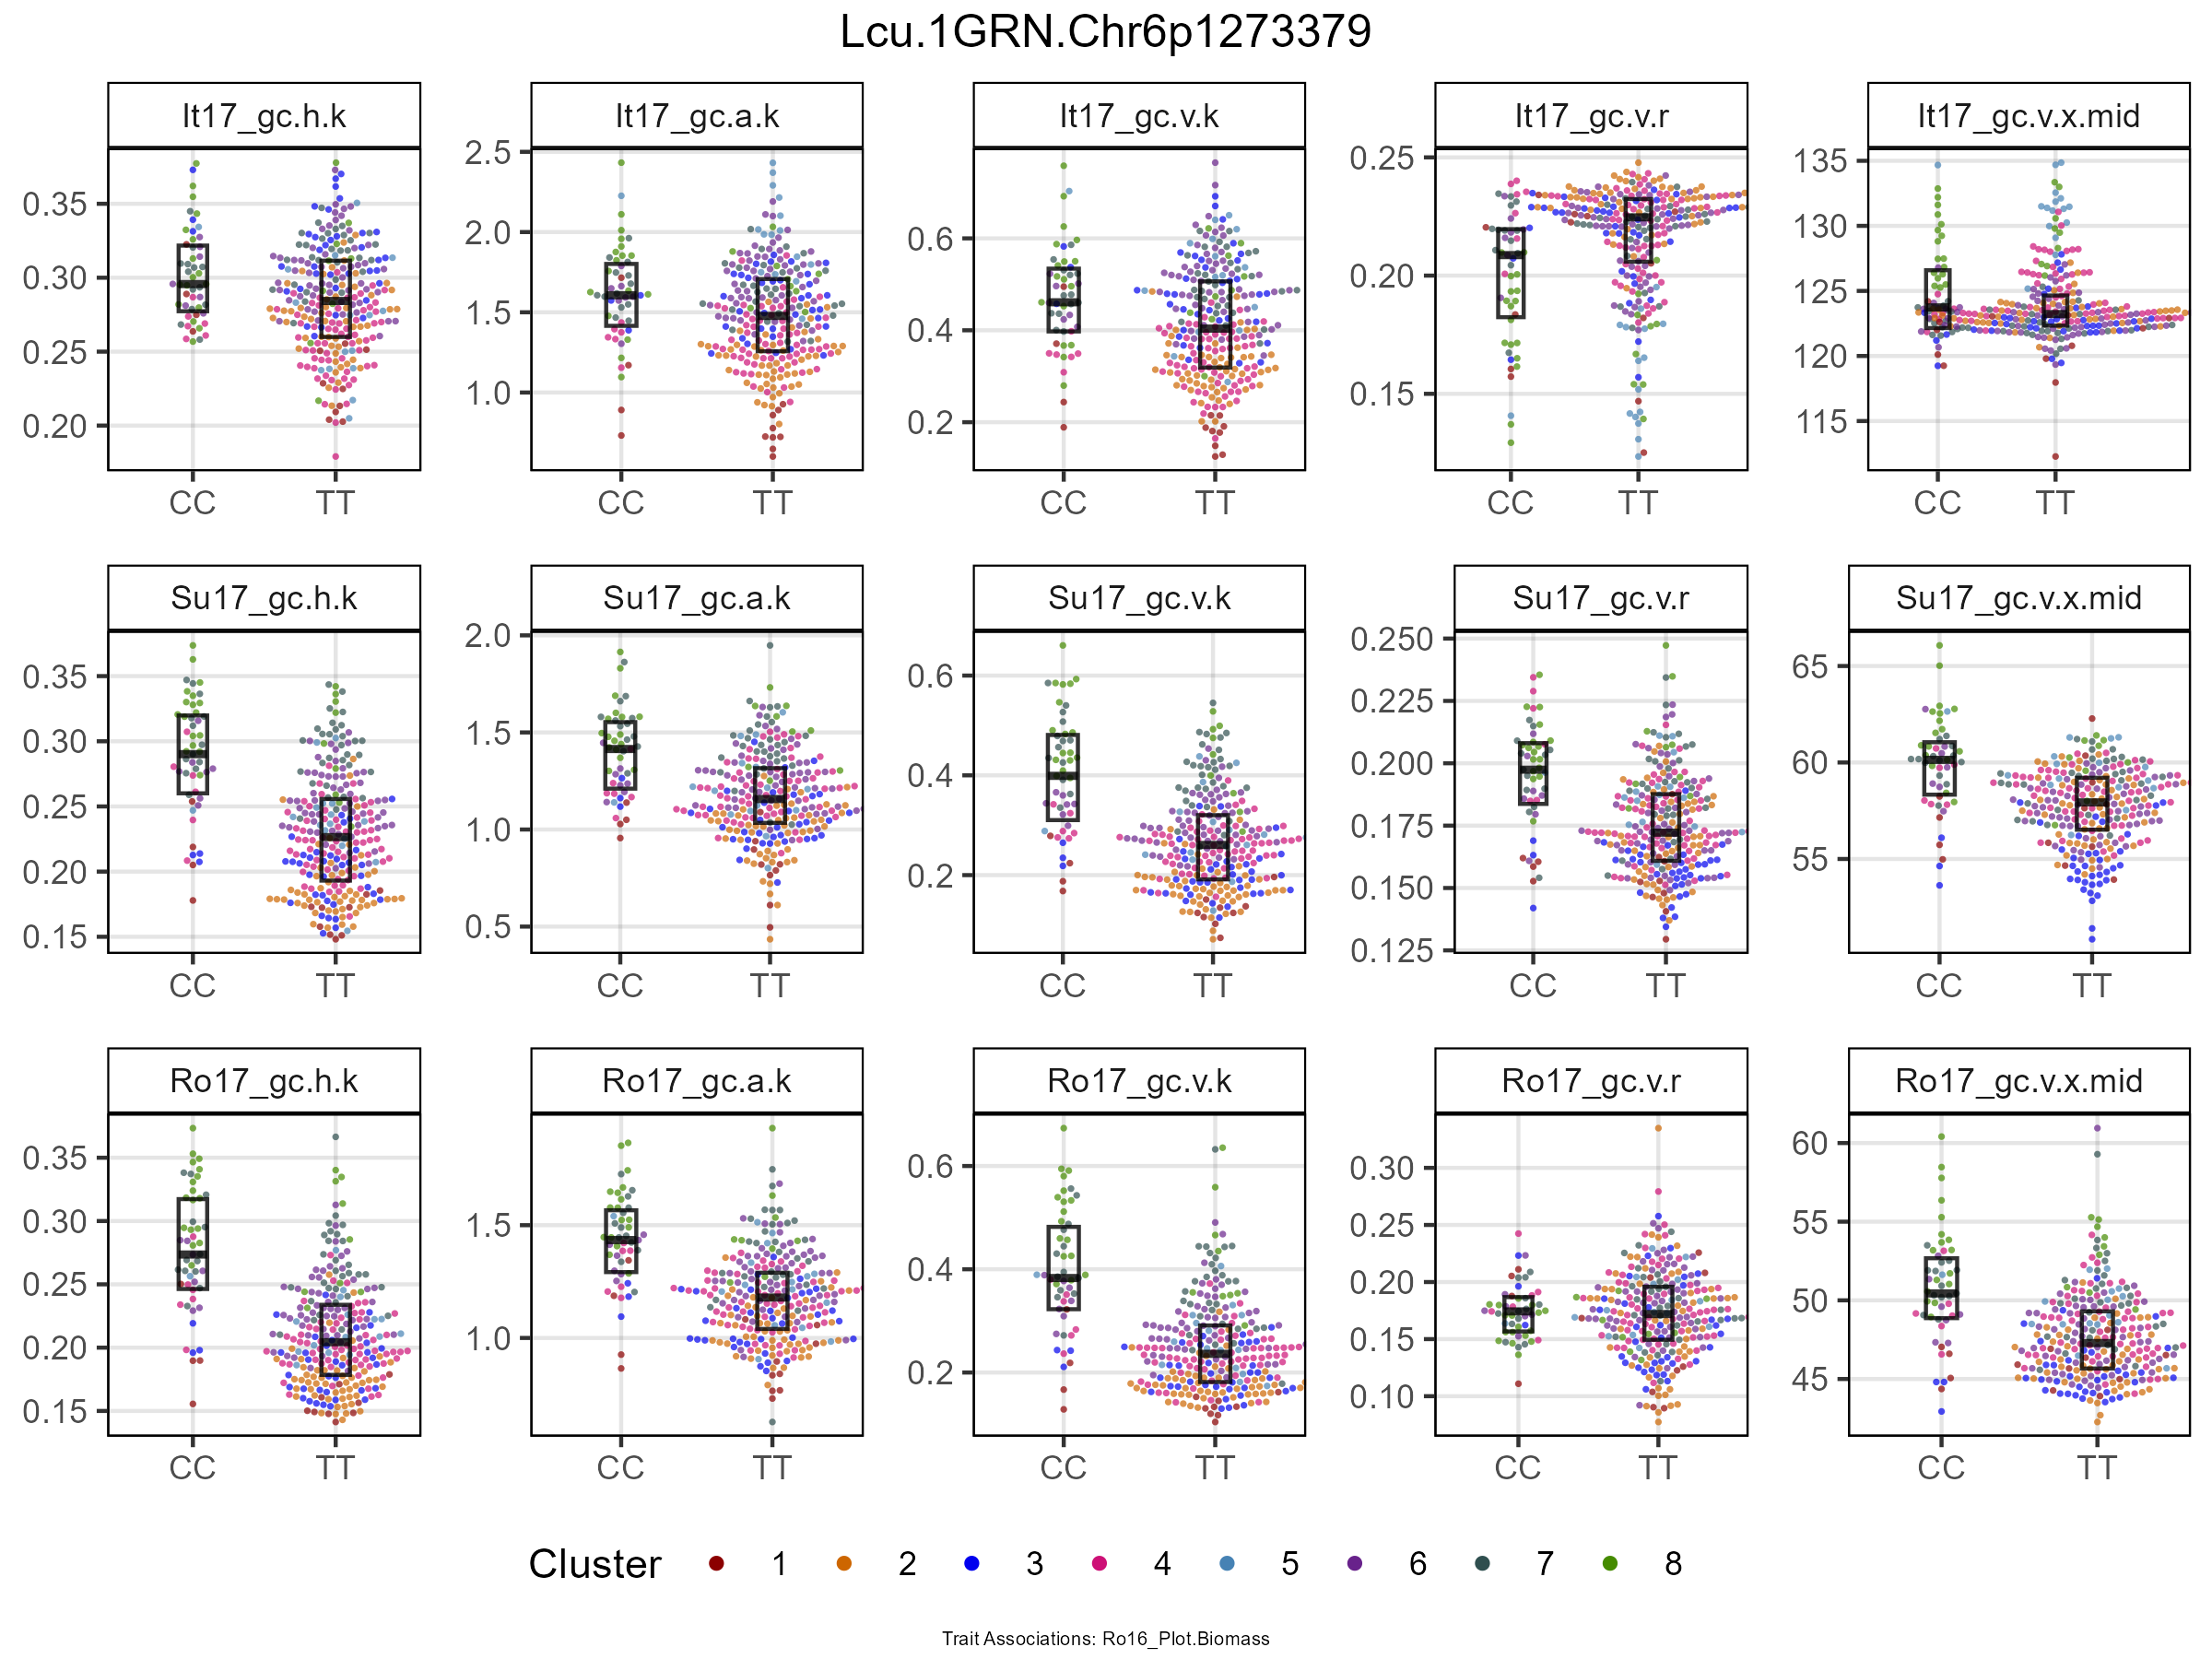 Lcu.1GRN.Chr6p1273379
It17_gc.h.k It17_gc.a.k It17_gc.v.k It17_gc.v.r It17_gc.v.x.mid
0.35 0.30 0.25 0.20
2.5 2.0 1.5 1.0
0.6 0.4 0.2
0.25 0.20 0.15
135 130 125 120 115
CC TT CC TT CC TT CC TT CC TT
Su17_gc.h.k Su17_gc.a.k Su17_gc.v.k Su17_gc.v.r Su17_gc.v.x.mid
0.35 0.30 0.25 0.20 0.15
2.0 1.5 1.0 0.5
0.6 0.4 0.2
0.250 0.225 0.200 0.175 0.150 0.125
65 60 55
CC TT CC TT CC TT CC TT CC TT
Ro17_gc.h.k Ro17_gc.a.k Ro17_gc.v.k Ro17_gc.v.r Ro17_gc.v.x.mid
0.35 0.30 0.25 0.20 0.15
1.5 1.0
0.6 0.4 0.2
0.30 0.25 0.20 0.15 0.10
60 55 50 45
CC TT CC TT CC TT CC TT CC TT
Cluster 1 2 3 4 5 6 7 8
Trait Associations: Ro16_Plot.Biomass